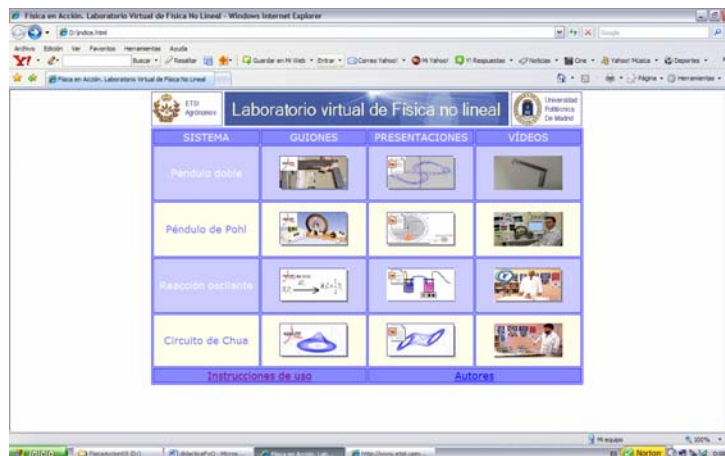 Física en Acción. Laboratorio Virtual de Física No Lineal - Windows Internet Explorer
D:\indice.html
Google
Archivo Edición Ver Favoritos Herramientas Ayuda
Y! Buscar Resaltar Guardar en Mi Web Entrar Correo Yahoo! Mi Yahoo! Y! Respuestas Noticias One Yahoo! Música Deportes
Física en Acción. Laboratorio Virtual de Física No Lineal
Página Herramientas
ETSI
Agrónomos
Laboratorio virtual de Física no lineal
Universidad
Politécnica
De Madrid
SISTEMA GUIONES PRESENTACIONES VÍDEOS
Péndulo doble
Péndulo de Pohl
Reacción oscilante
Circuito de Chua
Instrucciones de uso Autores
Mi equipo 100%
Inicio
Norton